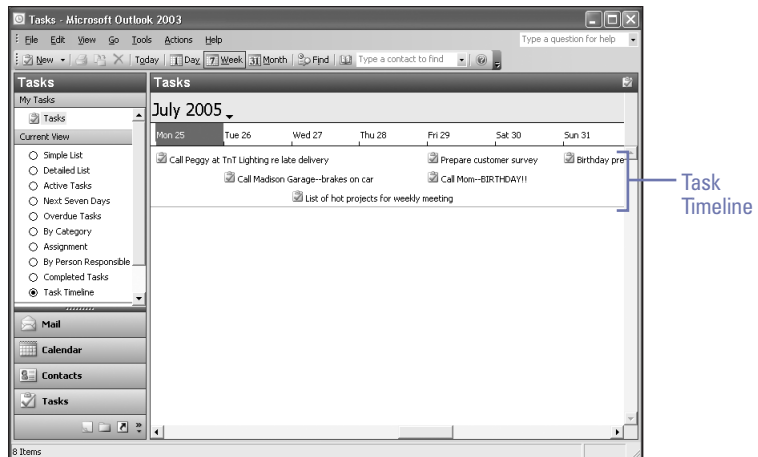 Tasks - Microsoft Outlook 2003
File Edit View Go Tools Actions Help
Type a question for help
New Today 1 Day 7 Week 31 Month Find Type a contact to find
Tasks
My Tasks
Tasks
Current View
Simple List
Detailed List
Active Tasks
Next Seven Days
Overdue Tasks
By Category
Assignment
By Person Responsible
Completed Tasks
Task Timeline
Mail
Calendar
Contacts
Tasks
Tasks
July 2005
Mon 25 Tue 26 Wed 27 Thu 28 Fri 29 Sat 30 Sun 31
Call Peggy at TnT Lighting re late delivery Prepare customer survey Birthday pre
Call Madison Garage--brakes on car Call Mom--BIRTHDAY!!
List of hot projects for weekly meeting
8 Items
Task
Timeline